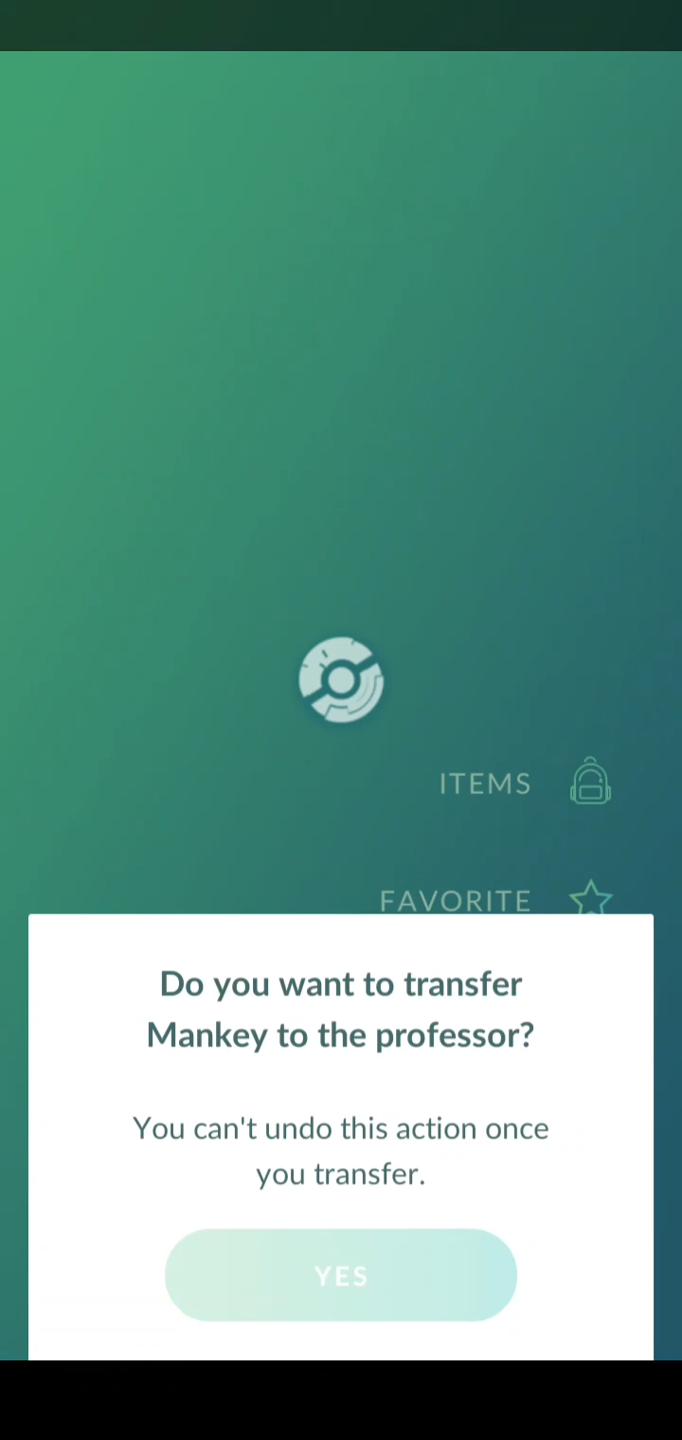 ITEMS
FAVORITE
Do you want to transfer
Mankey to the professor?
You can't undo this action once
you transfer.
YES